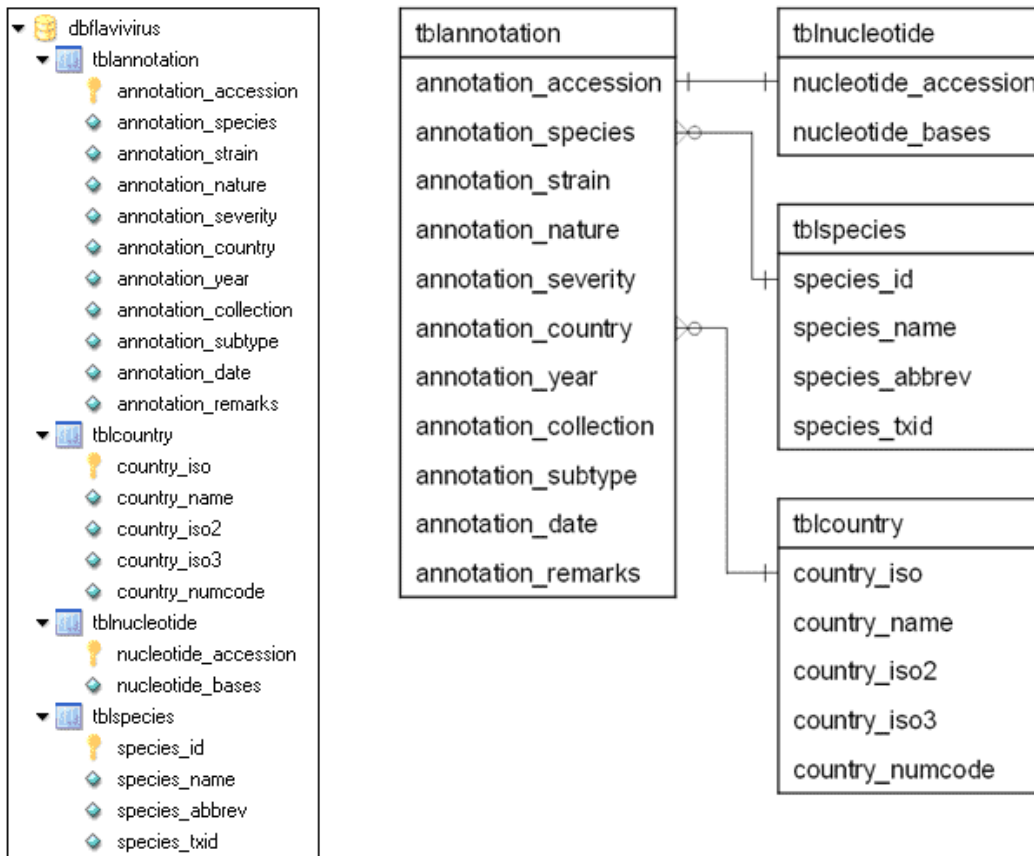 dbflavivirus
tblannotation
annotation_accession
annotation_species
annotation_strain
annotation_nature
annotation_severity
annotation_country
annotation_year
annotation_collection
annotation_subtype
annotation_date
annotation_remarks
tblcountry
country_iso
country_name
country_iso2
country_iso3
country_numcode
tblnucleotide
nucleotide_accession
nucleotide_bases
tblspecies
species_id
species_name
species_abbrev
species_txid
tblannotation
annotation_accession
annotation_species
annotation_strain
annotation_nature
annotation_severity
annotation_country
annotation_year
annotation_collection
annotation_subtype
annotation_date
annotation_remarks
tblnucleotide
nucleotide_accession
nucleotide_bases
tblspecies
species_id
species_name
species_abbrev
species_txid
tblcountry
country_iso
country_name
country_iso2
country_iso3
country_numcode